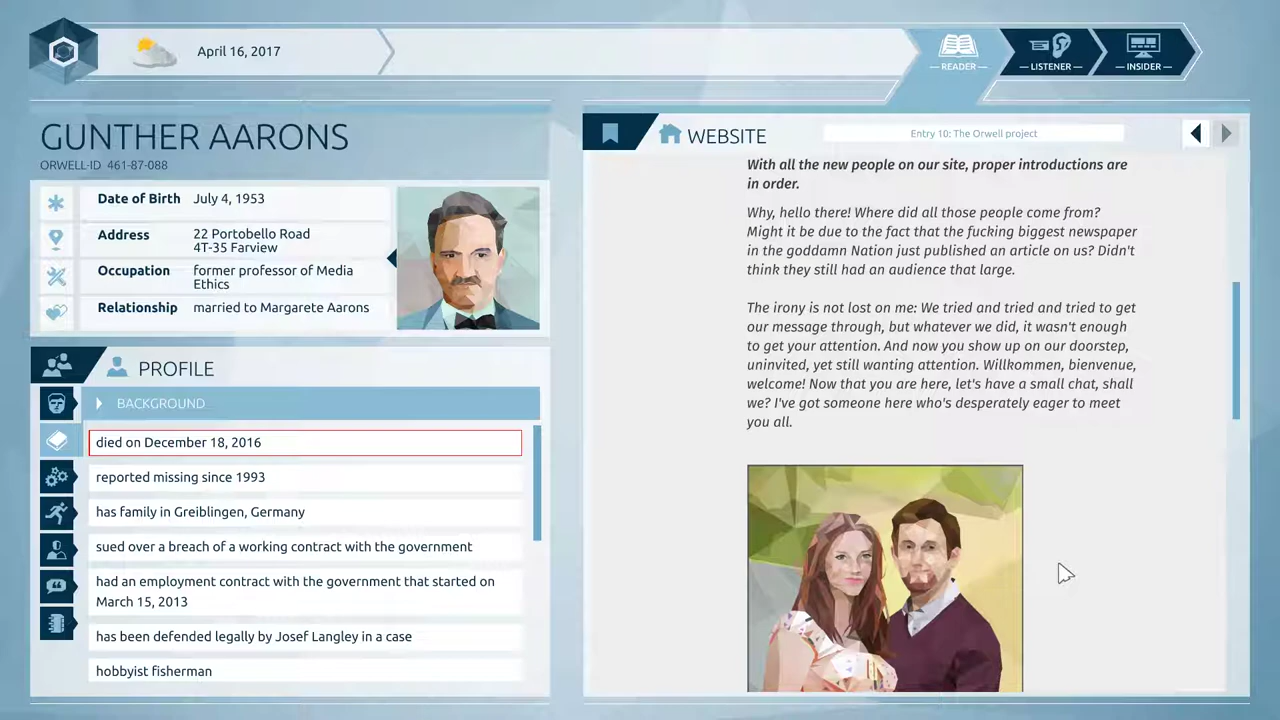 April 16, 2017
— READER —
— LISTENER —
— INSIDER —
GUNTHER AARONS
ORWELL-ID 461-87-088
Date of Birth July 4, 1953
Address 22 Portobello Road
4T-35 Farview
Occupation former professor of Media
Ethics
Relationship married to Margarete Aarons
PROFILE
BACKGROUND
died on December 18, 2016
reported missing since 1993
has family in Greiblingen, Germany
sued over a breach of a working contract with the government
had an employment contract with the government that started on
March 15, 2013
has been defended legally by Josef Langley in a case
hobbyist fisherman
WEBSITE
Entry 10: The Orwell project
With all the new people on our site, proper introductions are
in order.
Why, hello there! Where did all those people come from?
Might it be due to the fact that the fucking biggest newspaper
in the goddamn Nation just published an article on us? Didn't
think they still had an audience that large.
The irony is not lost on me: We tried and tried and tried to get
our message through, but whatever we did, it wasn't enough
to get your attention. And now you show up on our doorstep,
uninvited, yet still wanting attention. Willkommen, bienvenue,
welcome! Now that you are here, let's have a small chat, shall
we? I've got someone here who's desperately eager to meet
you all.